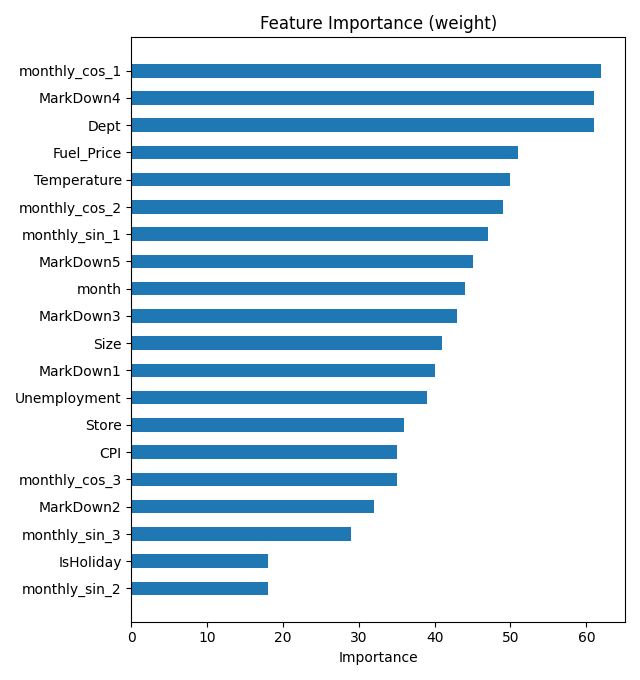 Feature Importance (weight)
monthly_cos_1
MarkDown4
Dept
Fuel_Price
Temperature
monthly_cos_2
monthly_sin_1
MarkDown5
month
MarkDown3
Size
MarkDown1
Unemployment
Store
CPI
monthly_cos_3
MarkDown2
monthly_sin_3
IsHoliday
monthly_sin_2
0 10 20 30 40 50 60
Importance